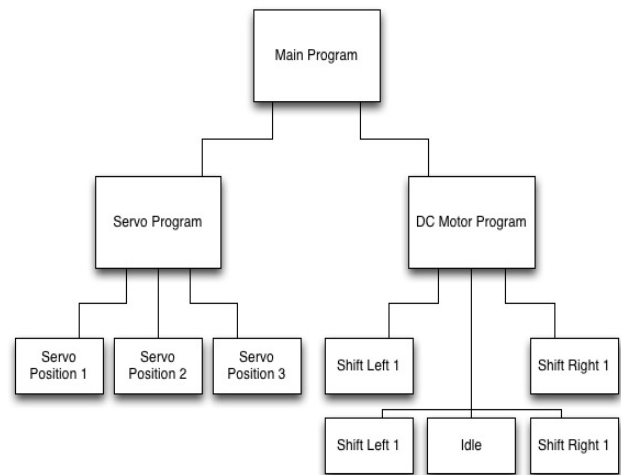 Main Program
Servo Program
DC Motor Program
Servo
Position 1
Servo
Position 2
Servo
Position 3
Shift Left 1
Shift Right 1
Shift Left 1
Idle
Shift Right 1